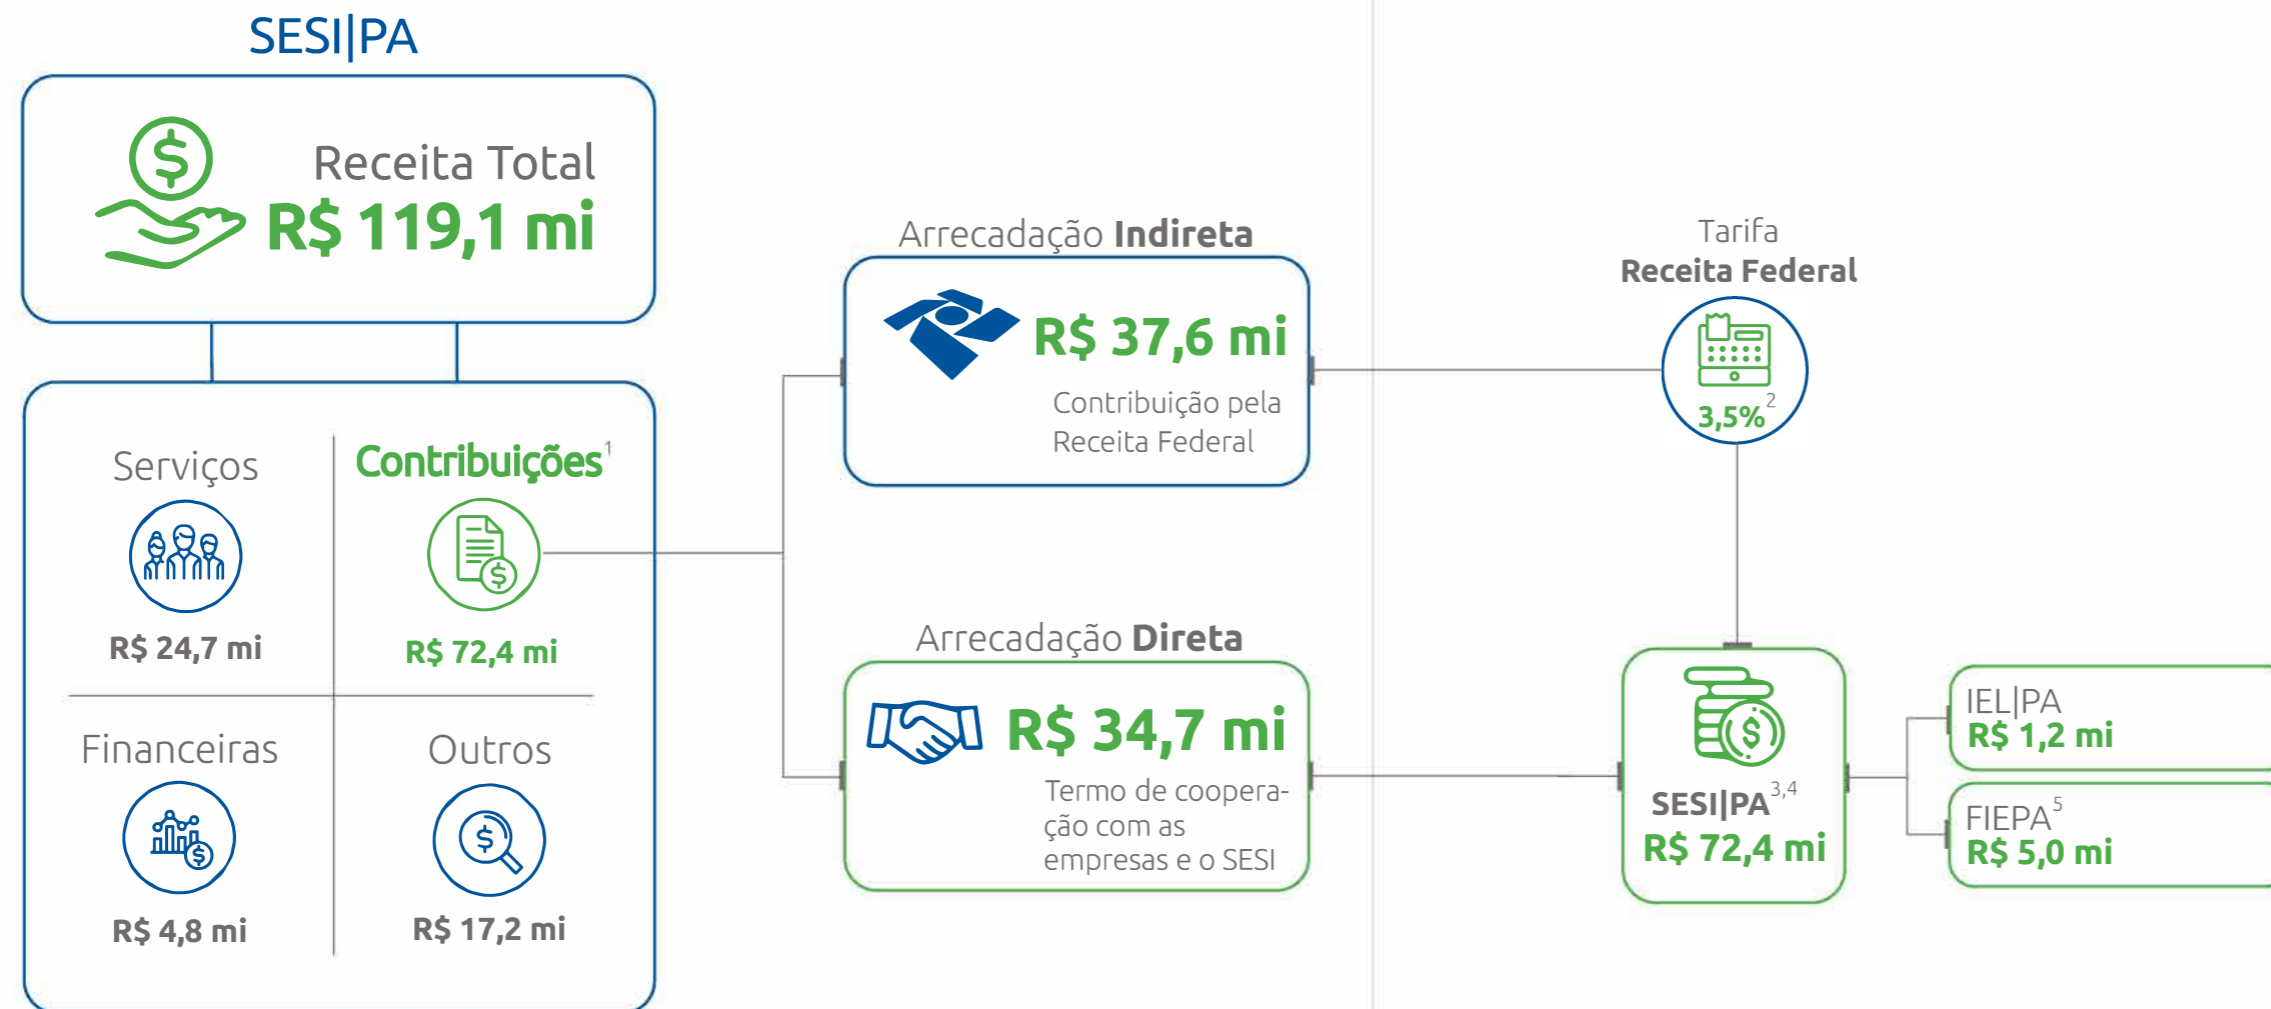 SESI|PA
Receita Total
R$ 119,1 mi
Serviços
R$ 24,7 mi
Contribuições¹
R$ 72,4 mi
Financeiras
R$ 4,8 mi
Outros
R$ 17,2 mi
Arrecadação Indireta
R$ 37,6 mi
Contribuição pela
Receita Federal
Arrecadação Direta
R$ 34,7 mi
Termo de coopera-
ção com as
empresas e o SESI
Tarifa
Receita Federal
3,5%²
SESI|PA³,⁴
R$ 72,4 mi
IEL|PA
R$ 1,2 mi
FIEPA⁵
R$ 5,0 mi